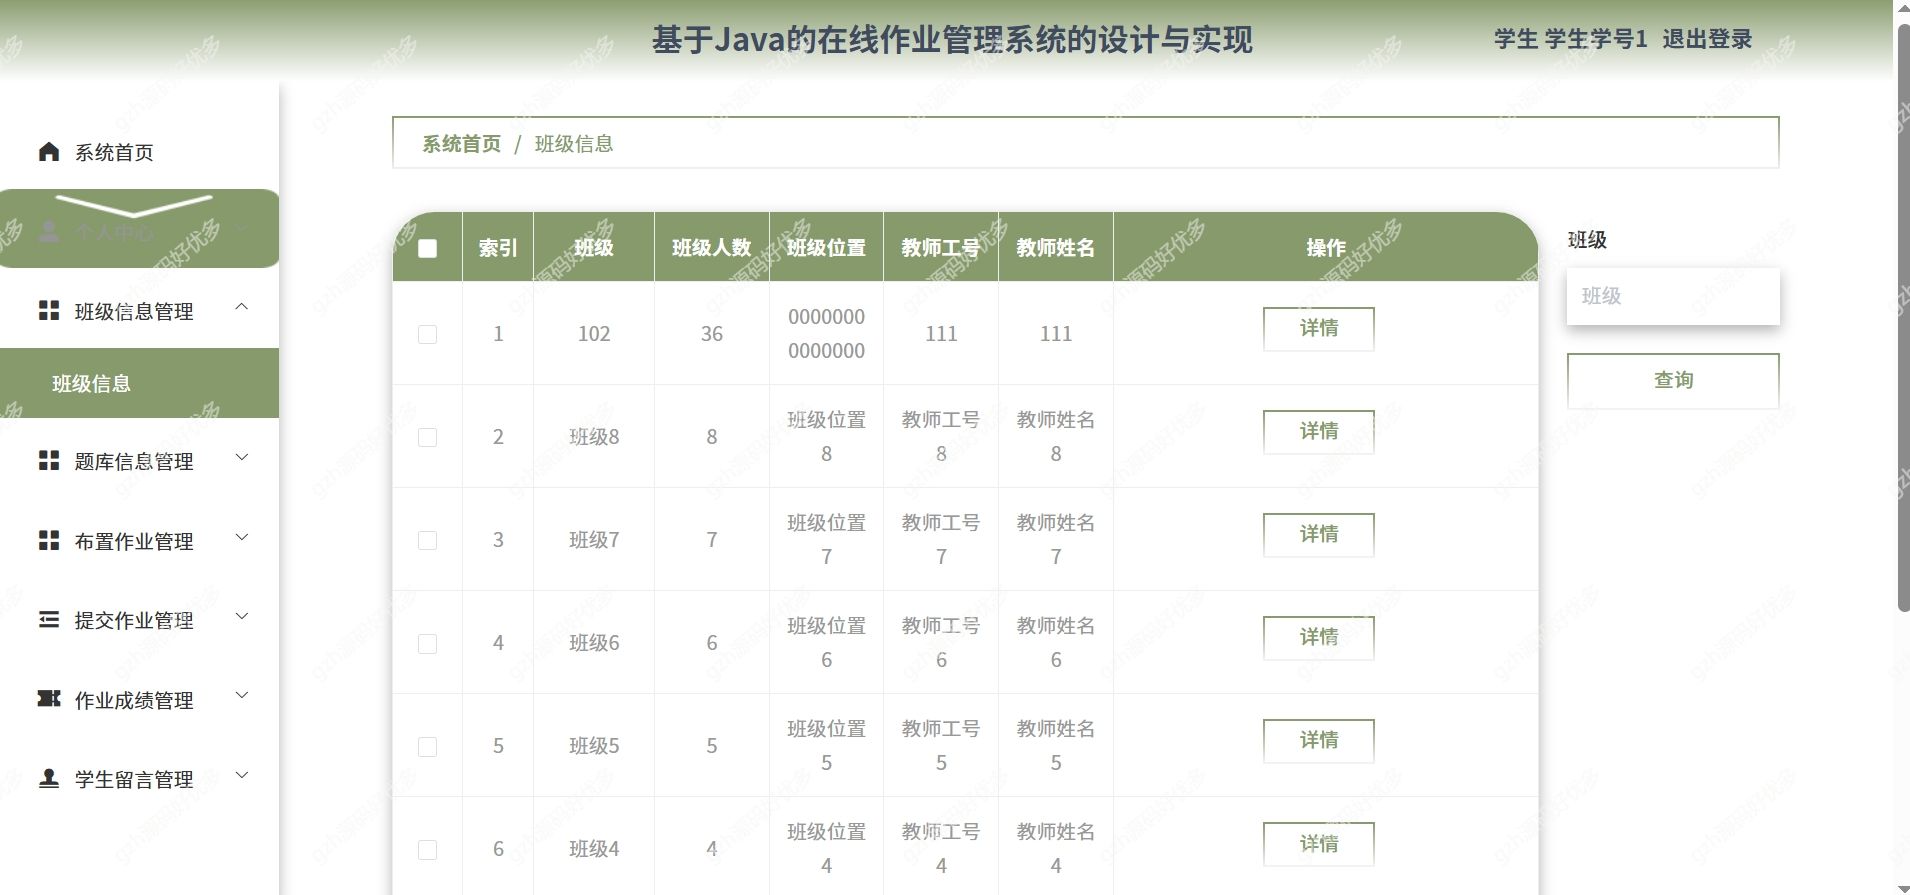 基于Java的在线作业管理系统的设计与实现
学生 学生学号1 退出登录
系统首页
个人中心
班级信息管理
班级信息
题库信息管理
布置作业管理
提交作业管理
作业成绩管理
学生留言管理
系统首页 / 班级信息
索引 班级 班级人数 班级位置 教师工号 教师姓名 操作
1 102 36 0000000 0000000 111 111 详情
2 班级8 8 班级位置8 教师工号8 教师姓名8 详情
3 班级7 7 班级位置7 教师工号7 教师姓名7 详情
4 班级6 6 班级位置6 教师工号6 教师姓名6 详情
5 班级5 5 班级位置5 教师工号5 教师姓名5 详情
6 班级4 4 班级位置4 教师工号4 教师姓名4 详情
班级
班级
查询
gzh源码好优多